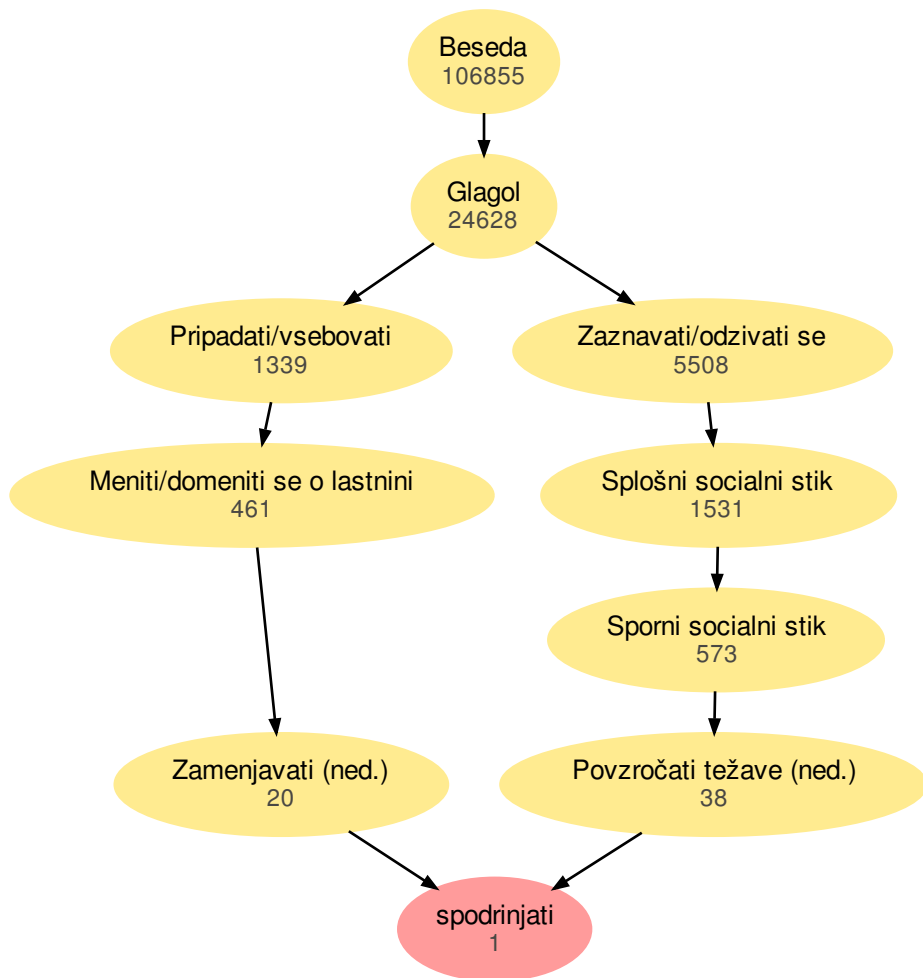 Beseda
106855
Glagol
24628
Pripadati/vsebovati
1339
Zaznavati/odzivati se
5508
Meniti/domeniti se o lastnini
461
Splošni socialni stik
1531
Sporni socialni stik
573
Zamenjavati (ned.)
20
Povzročati težave (ned.)
38
spodrinjati
1